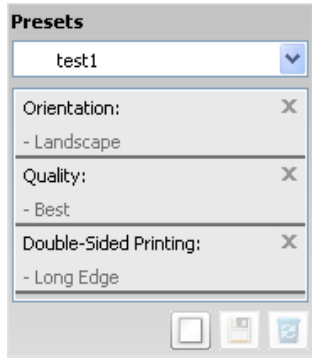 Presets
test1
Orientation:
- Landscape
Quality:
- Best
Double-Sided Printing:
- Long Edge